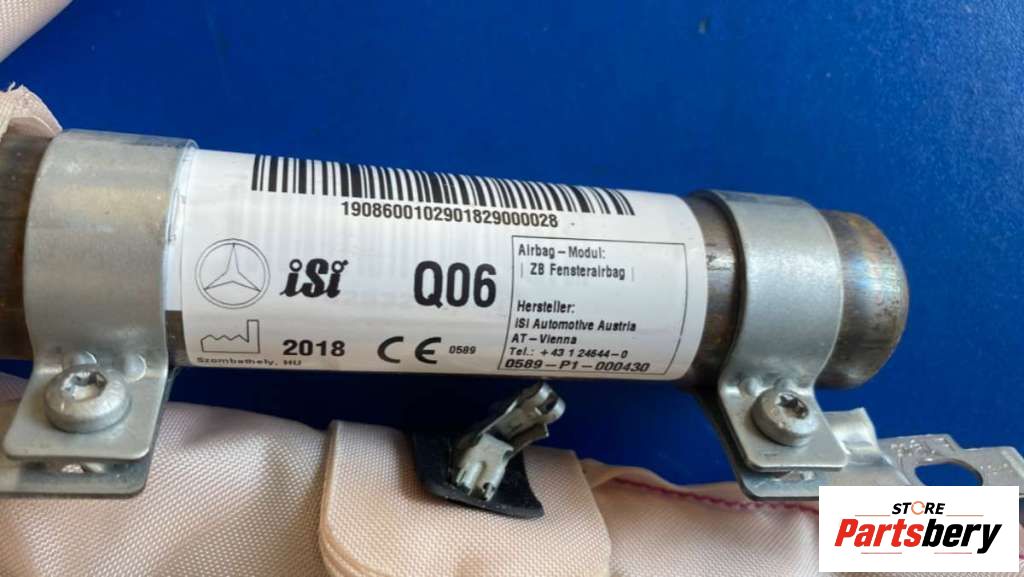 1908600102901829000028
iSi
Q06
Airbag-Modul:
| ZB Fensterairbag |
Hersteller:
iSi Automotive Austria
AT-Vienna
Tel.: +43 1 24644-0
0589-P1-000430
2018
CE 0589
Szombathely, HU
STORE
Partsbery